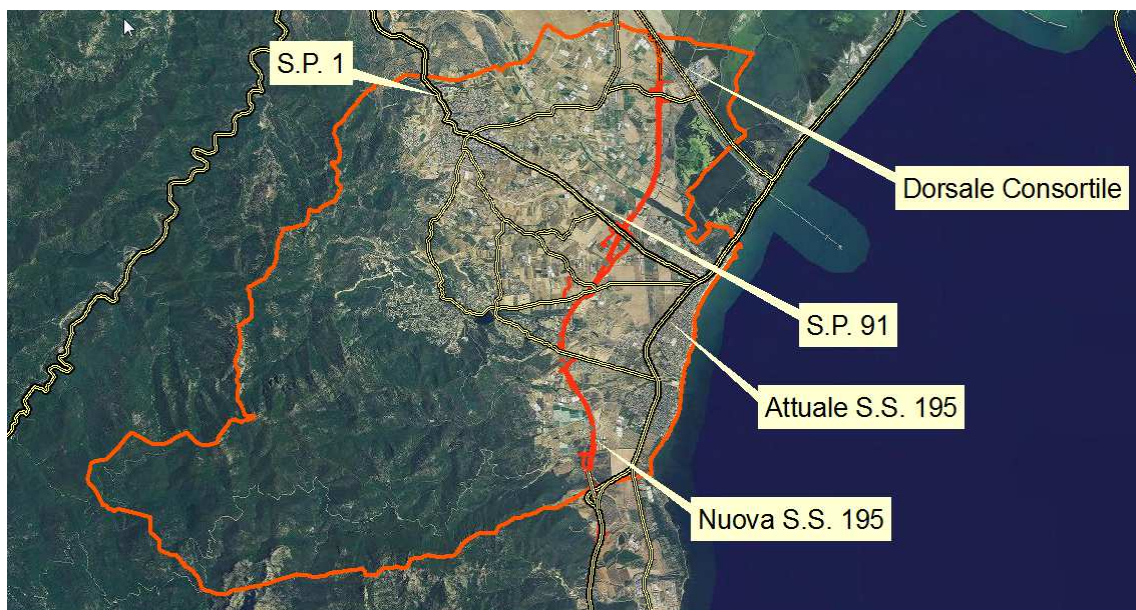 S.P. 1
Dorsale Consortile
S.P. 91
Attuale S.S. 195
Nuova S.S. 195